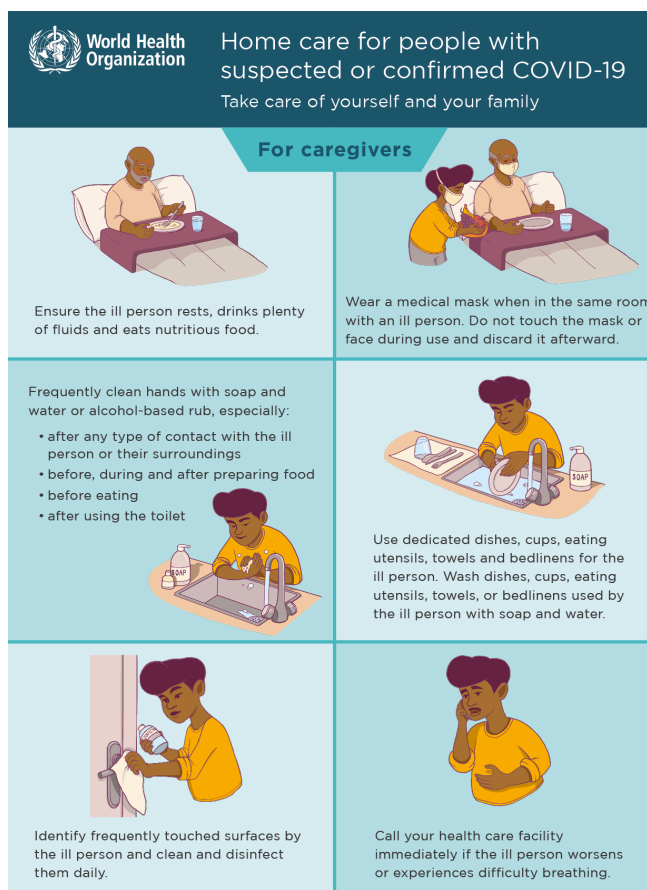 World Health
Organization
Home care for people with
suspected or confirmed COVID-19
Take care of yourself and your family
For caregivers
Ensure the ill person rests, drinks plenty
of fluids and eats nutritious food.
Wear a medical mask when in the same room
with an ill person. Do not touch the mask or
face during use and discard it afterward.
Frequently clean hands with soap and
water or alcohol-based rub, especially:
• after any type of contact with the ill
person or their surroundings
• before, during and after preparing food
• before eating
• after using the toilet
SOAP
SOAP
Use dedicated dishes, cups, eating
utensils, towels and bedlinens for the
ill person. Wash dishes, cups, eating
utensils, towels, or bedlinens used by
the ill person with soap and water.
Identify frequently touched surfaces by
the ill person and clean and disinfect
them daily.
Call your health care facility
immediately if the ill person worsens
or experiences difficulty breathing.